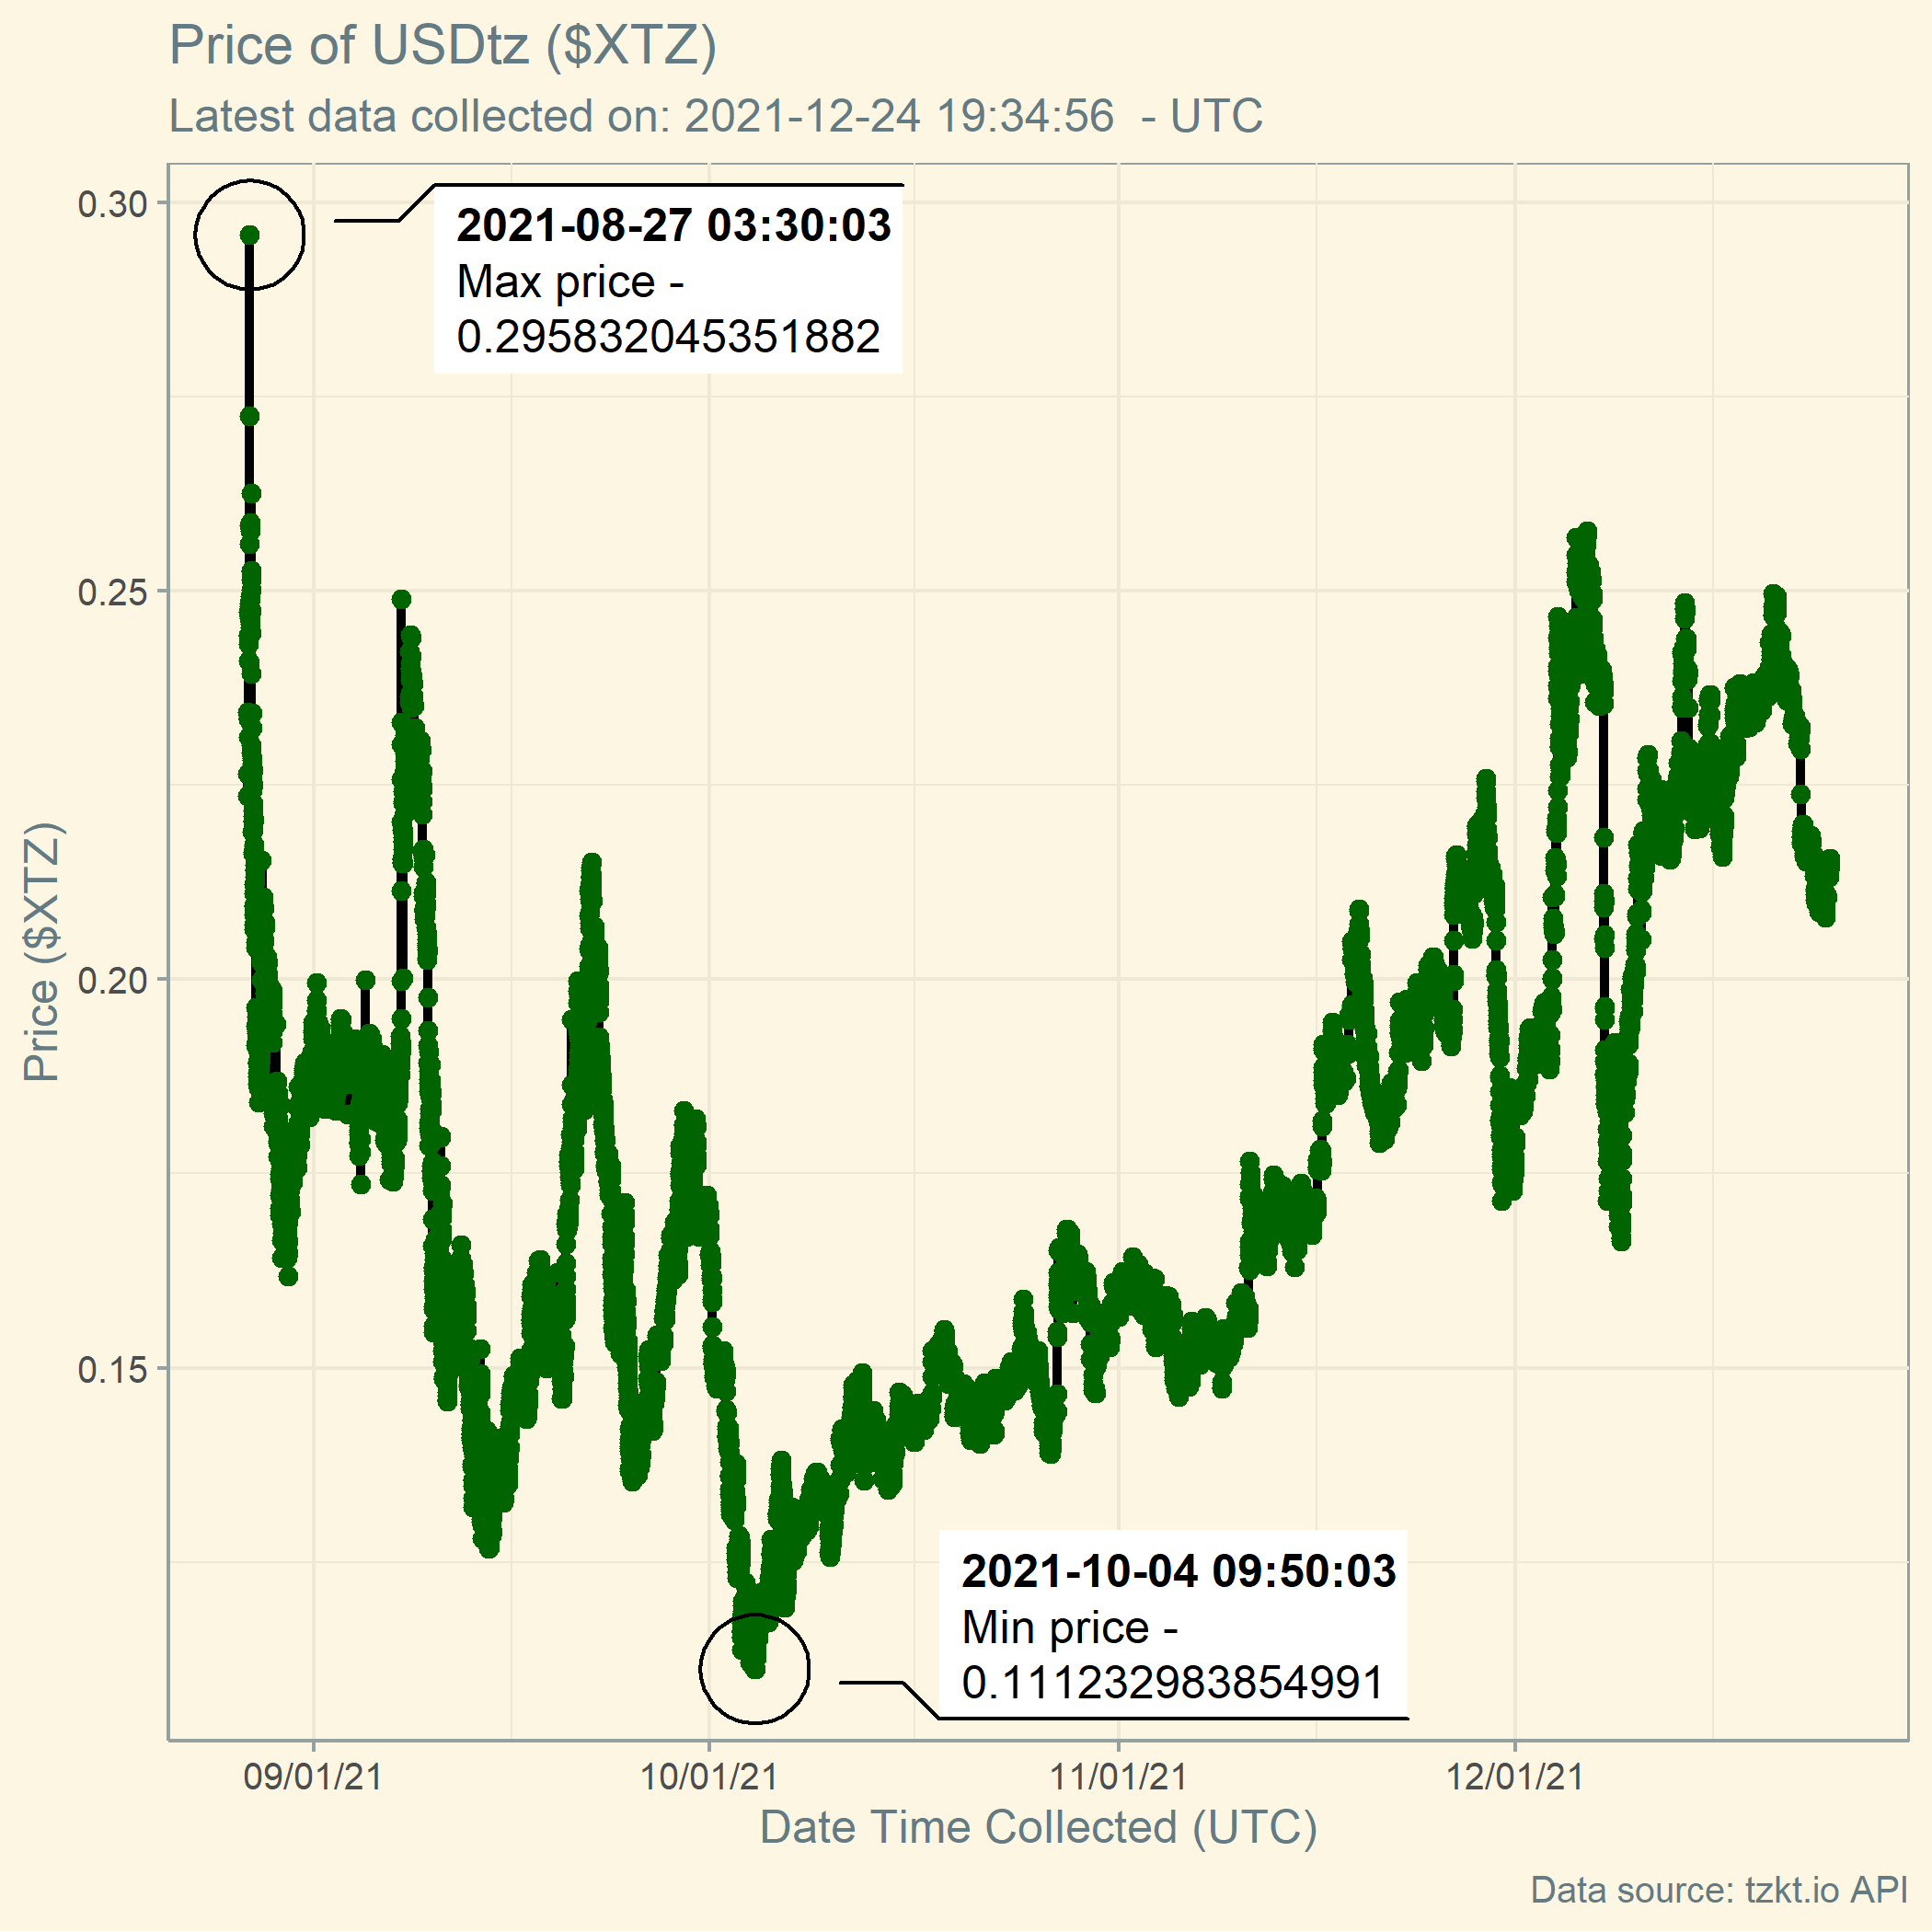 Price of USDtz ($XTZ)
Latest data collected on: 2021-12-24 19:34:56  - UTC
2021-08-27 03:30:03
Max price -
0.295832045351882
0.30
0.25
0.20
0.15
Price ($XTZ)
2021-10-04 09:50:03
Min price -
0.111232983854991
09/01/21
10/01/21
11/01/21
12/01/21
Date Time Collected (UTC)
Data source: tzkt.io API